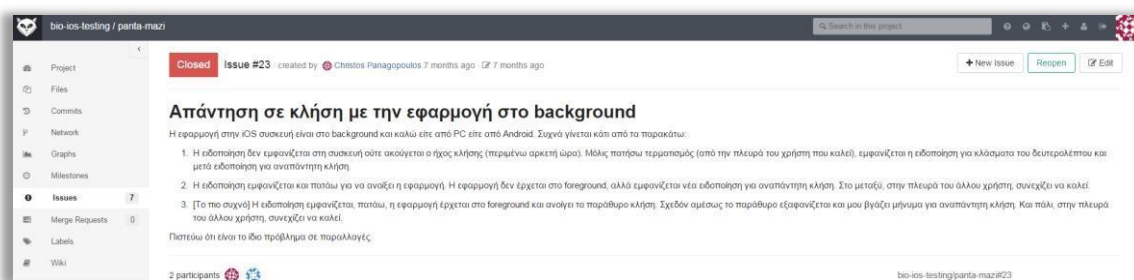 bio-ios-testing / panta-mazi
Search in this project
Project
Files
Commits
Network
Graphs
Milestones
Issues 7
Merge Requests 0
Labels
Wiki
Closed Issue #23 · created by Christos Panagopoulos 7 months ago · 7 months ago
+ New Issue Reopen Edit
Απάντηση σε κλήση με την εφαρμογή στο background
Η εφαρμογή στην iOS συσκευή είναι στο background και καλώ είτε από PC είτε από Android. Συχνά γίνεται κάτι από τα παρακάτω:
1. Η ειδοποίηση δεν εμφανίζεται στη συσκευή ούτε ακούγεται ο ήχος κλήσης (περιμένω αρκετή ώρα). Μόλις πατήσω τερματισμός (από την πλευρά του χρήστη που καλεί), εμφανίζεται η ειδοποίηση για κλάσματα του δευτερολέπτου και
μετά ειδοποίηση για αναπάντητη κλήση.
2. Η ειδοποίηση εμφανίζεται και πατάω για να ανοίξει η εφαρμογή. Η εφαρμογή δεν έρχεται στο foreground, αλλά εμφανίζεται νέα ειδοποίηση για αναπάντητη κλήση. Στο μεταξύ, στην πλευρά του άλλου χρήστη, συνεχίζει να καλεί.
3. [Το πιο συχνό] Η ειδοποίηση εμφανίζεται, πατάω, η εφαρμογή έρχεται στο foreground και ανοίγει το παράθυρο κλήση. Σχεδόν αμέσως το παράθυρο εξαφανίζεται και μου βγάζει μήνυμα για αναπάντητη κλήση. Και πάλι, στην πλευρά
του άλλου χρήστη, συνεχίζει να καλεί.
Πιστεύω ότι είναι το ίδιο πρόβλημα σε παραλλαγές.
2 participants
bio-ios-testing/panta-mazi#23